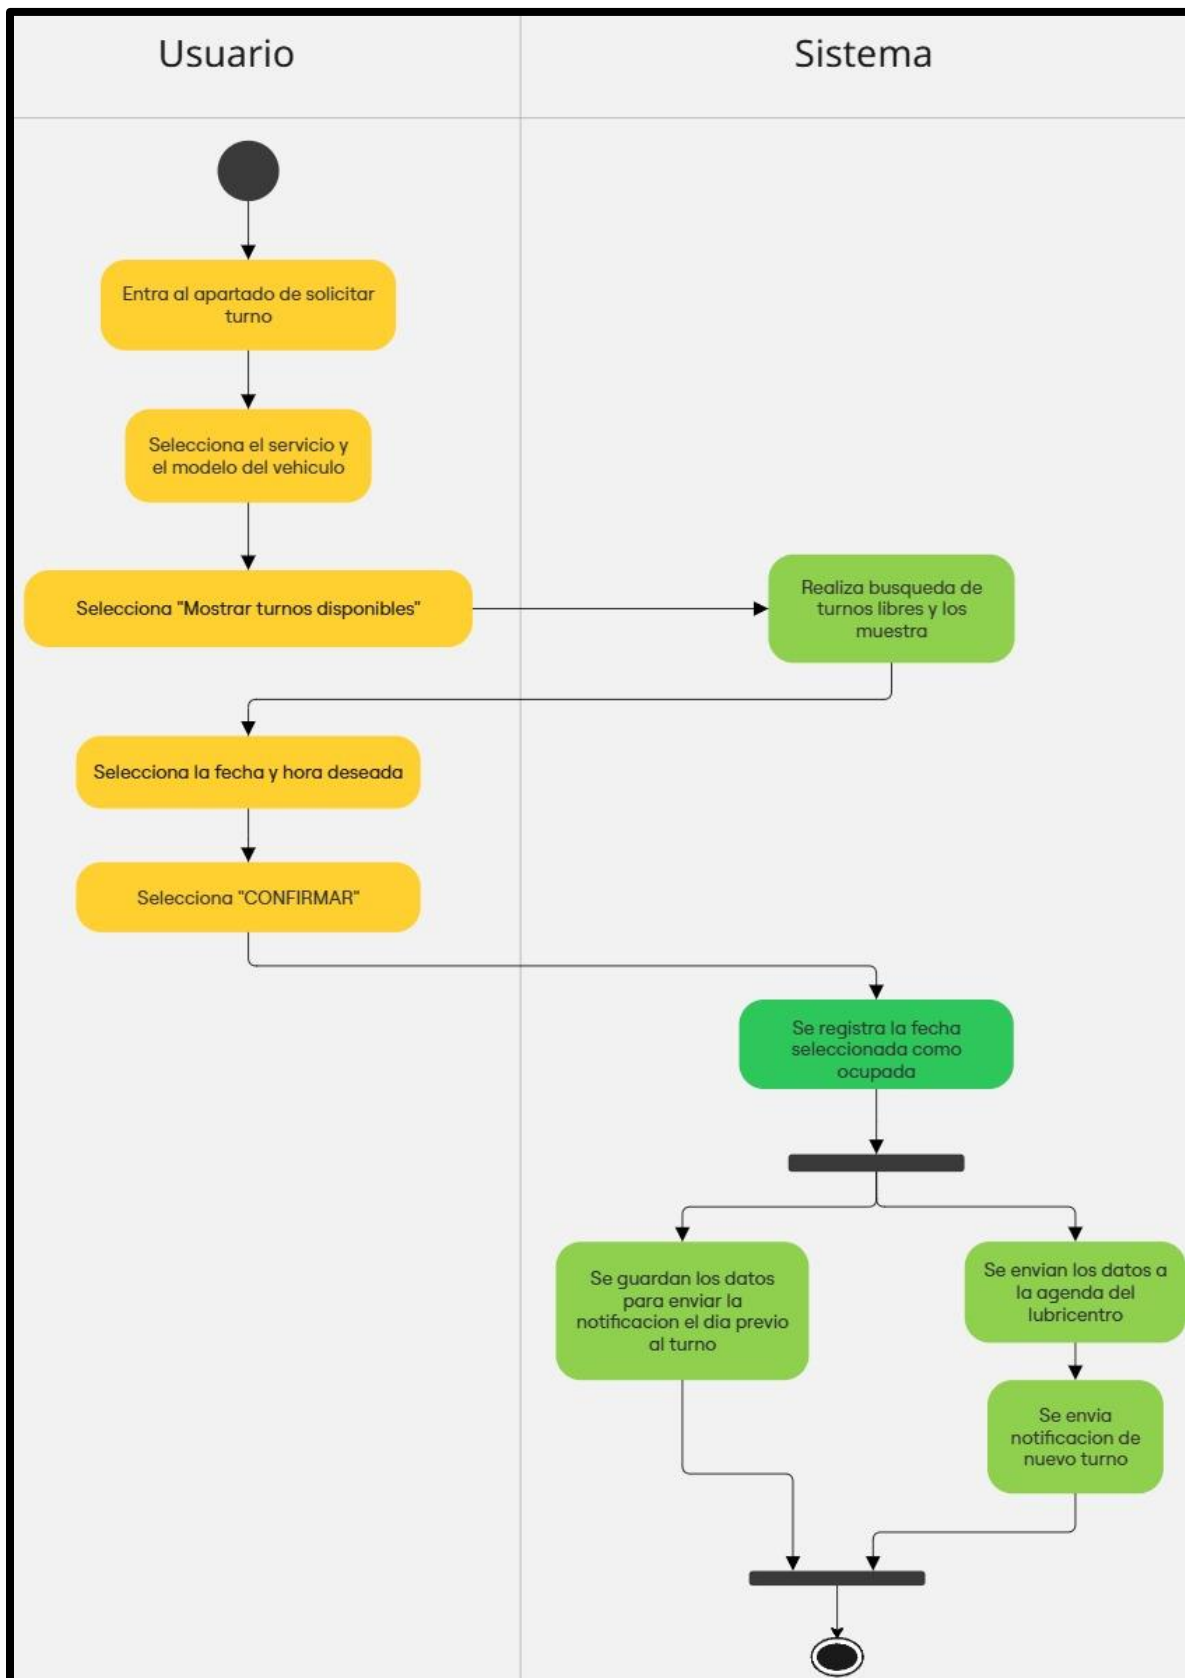 Usuario
Sistema
Entra al apartado de solicitar
turno
Selecciona el servicio y
el modelo del vehiculo
Selecciona "Mostrar turnos disponibles"
Realiza busqueda de
turnos libres y los
muestra
Selecciona la fecha y hora deseada
Selecciona "CONFIRMAR"
Se registra la fecha
seleccionada como
ocupada
Se guardan los datos
para enviar la
notificacion el dia previo
al turno
Se envian los datos a
la agenda del
lubricentro
Se envia
notificacion de
nuevo turno